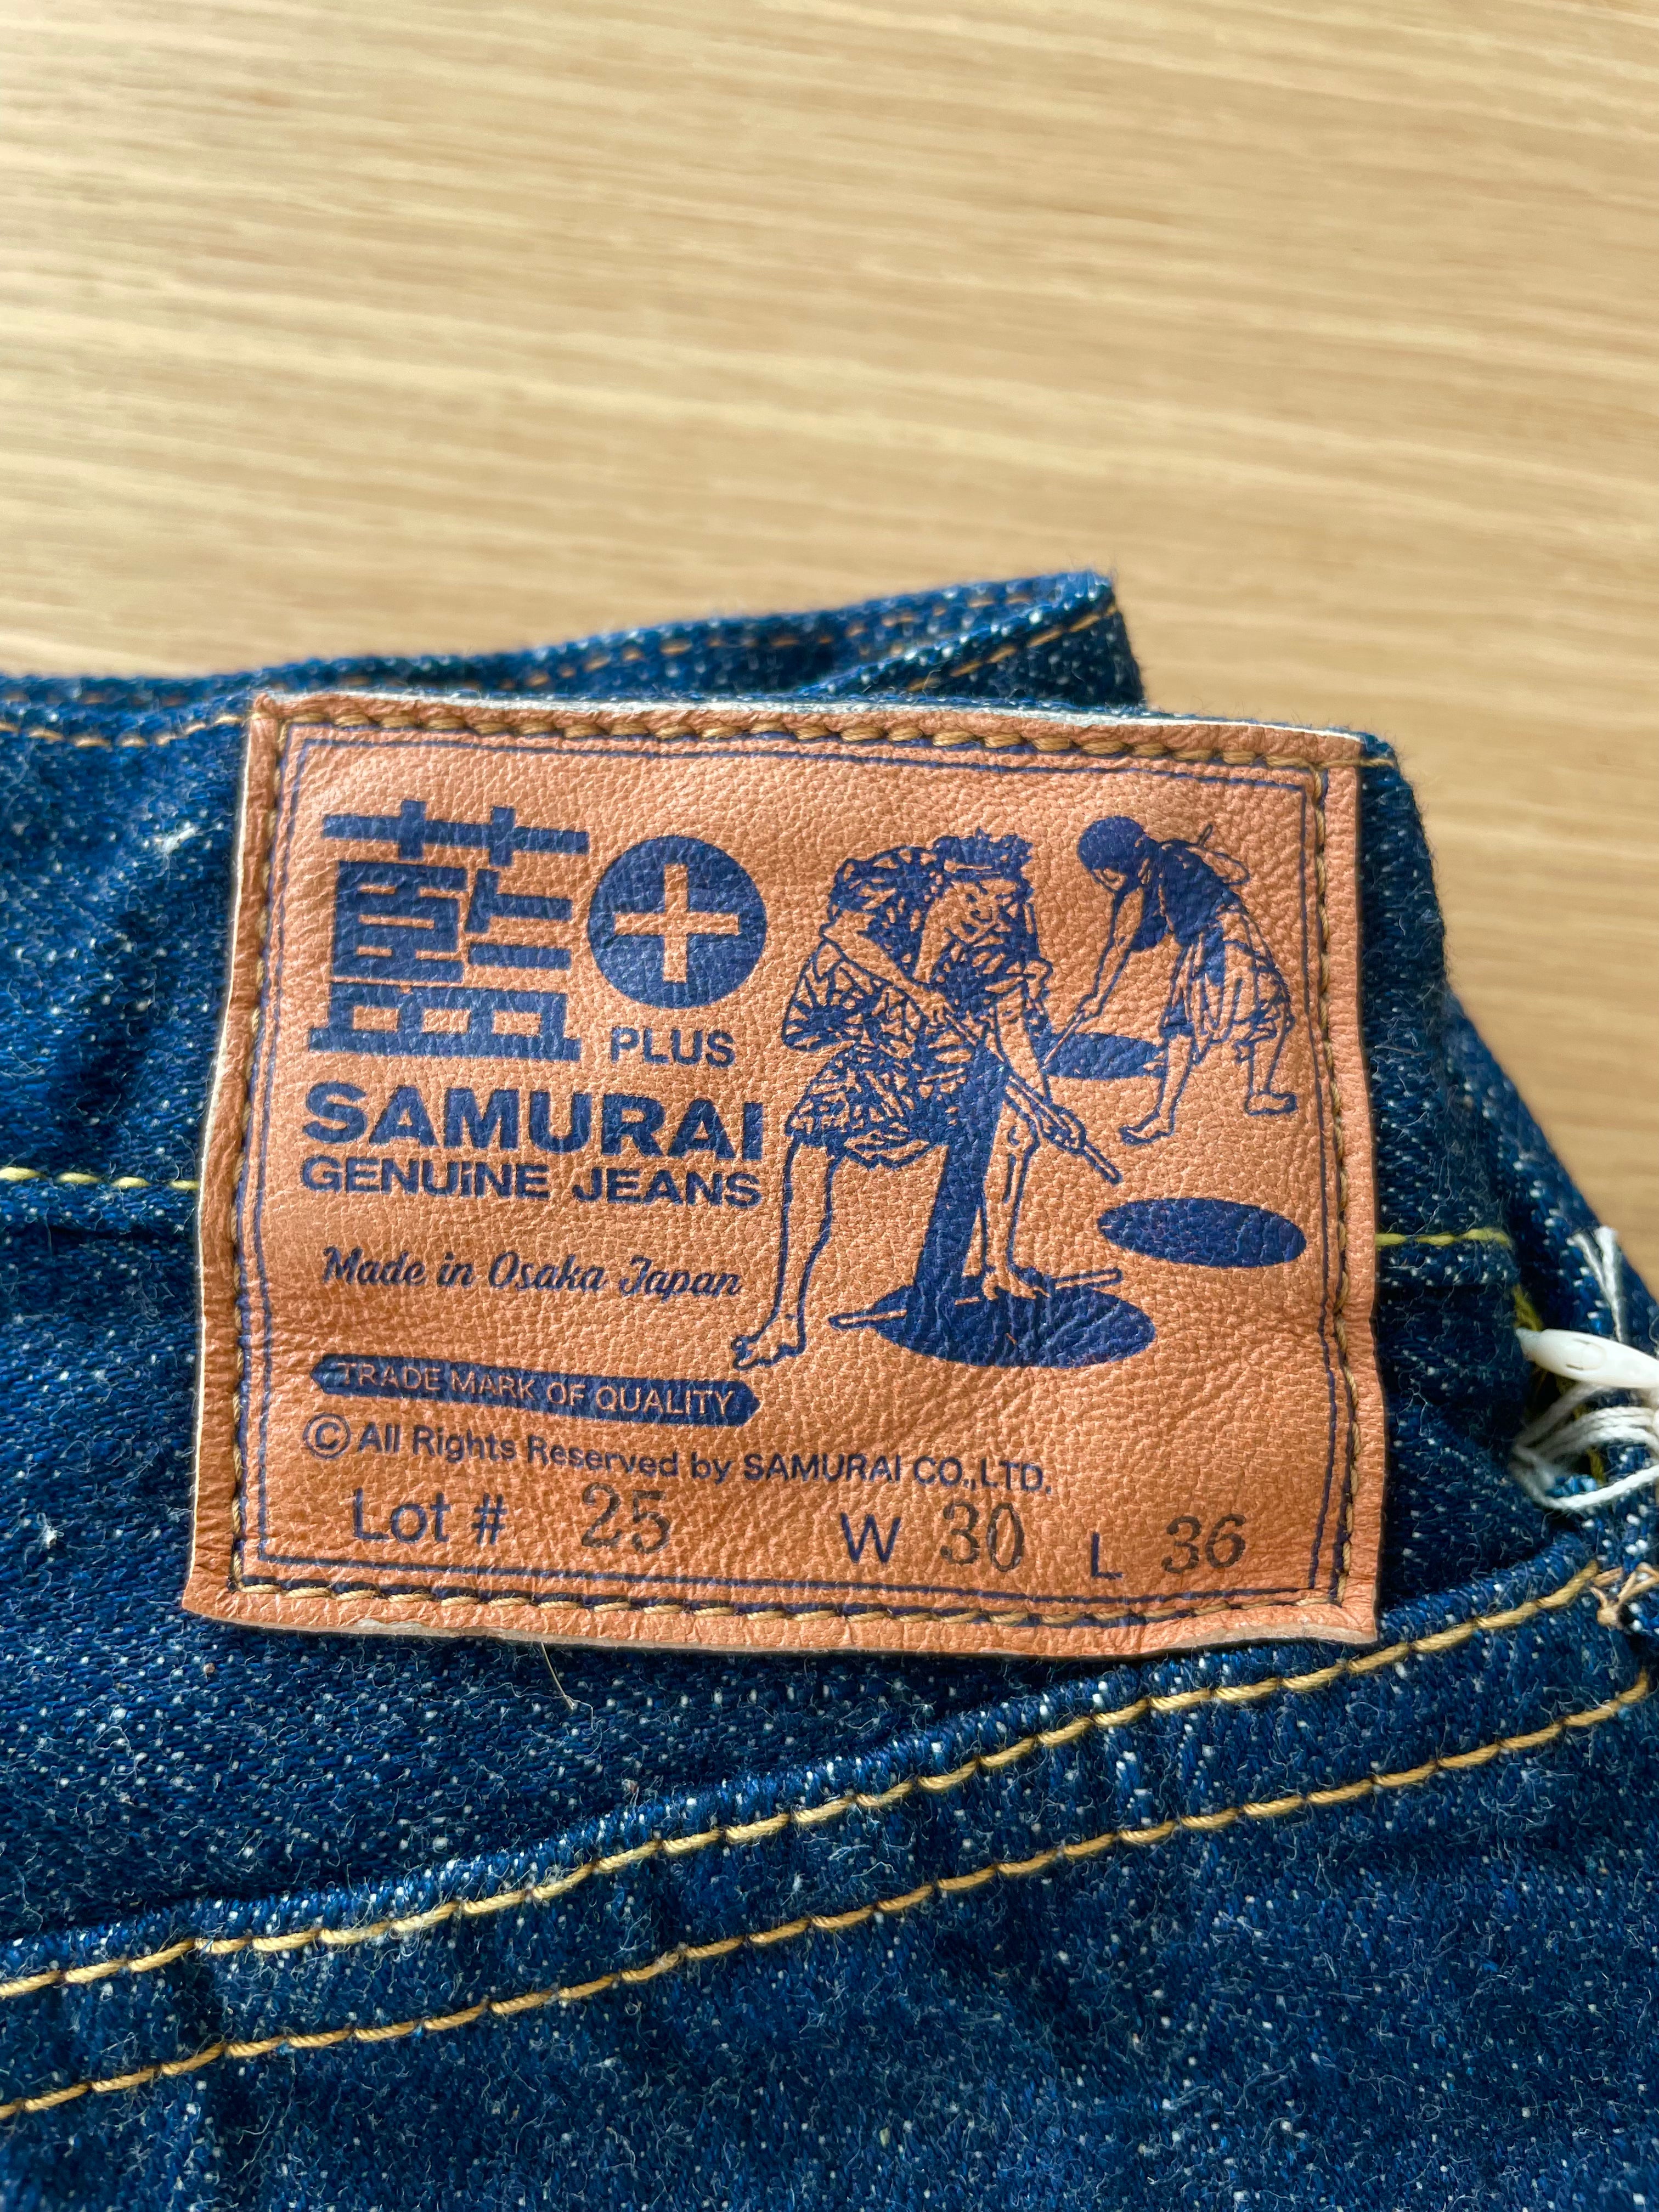 藍+
PLUS
SAMURAI
GENUiNE JEANS
Made in Osaka Japan
TRADE MARK OF QUALITY
©All Rights Reserved by SAMURAI CO.,LTD.
Lot # 25 W 30 L 36